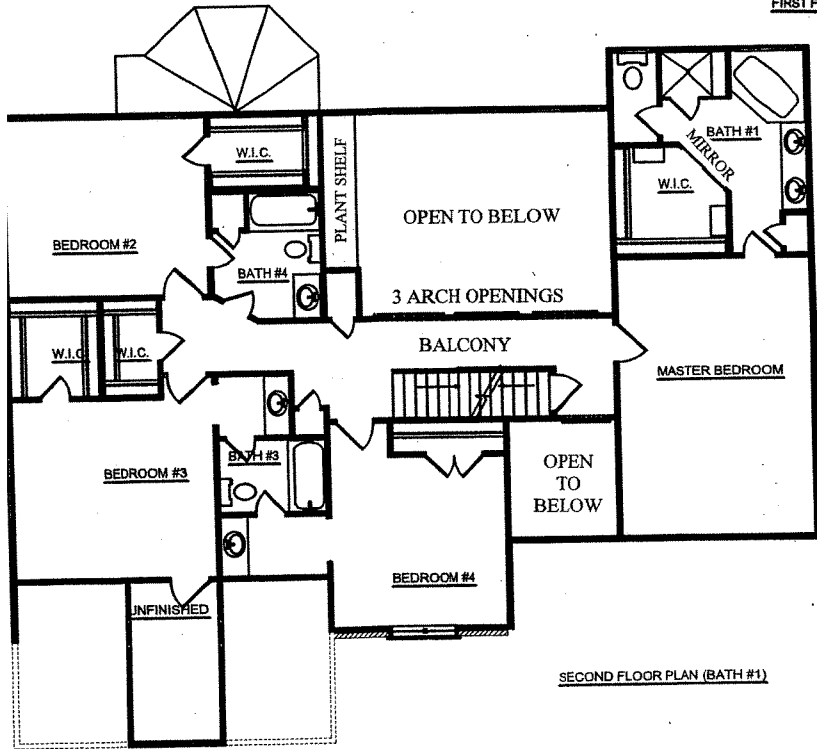 FIRST F
BATH #1
MIRROR
W.I.C.
W.I.C.
PLANT SHELF
OPEN TO BELOW
BEDROOM #2
BATH #4
3 ARCH OPENINGS
BALCONY
W.I.C.
W.I.C.
MASTER BEDROOM
BATH #3
BEDROOM #3
OPEN
TO
BELOW
BEDROOM #4
UNFINISHED
SECOND FLOOR PLAN (BATH #1)